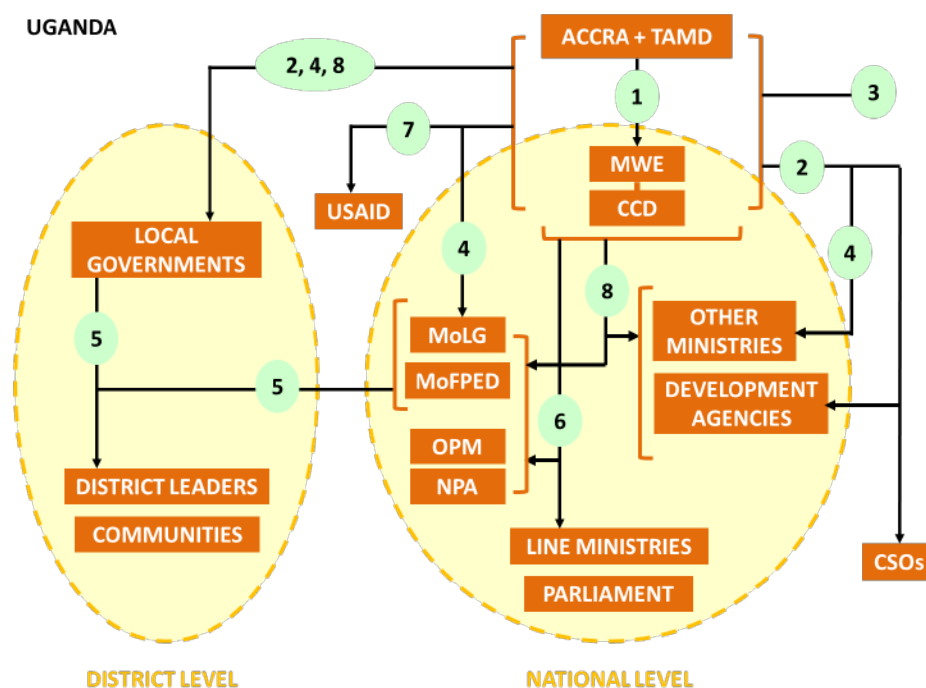 UGANDA
ACCRA + TAMD
2, 4, 8
1
3
7
MWE
2
USAID
CCD
LOCAL
GOVERNMENTS
4
4
8
5
OTHER
MINISTRIES
MoLG
5
MoFPED
DEVELOPMENT
AGENCIES
6
OPM
DISTRICT LEADERS
NPA
COMMUNITIES
LINE MINISTRIES
CSOs
PARLIAMENT
DISTRICT LEVEL
NATIONAL LEVEL